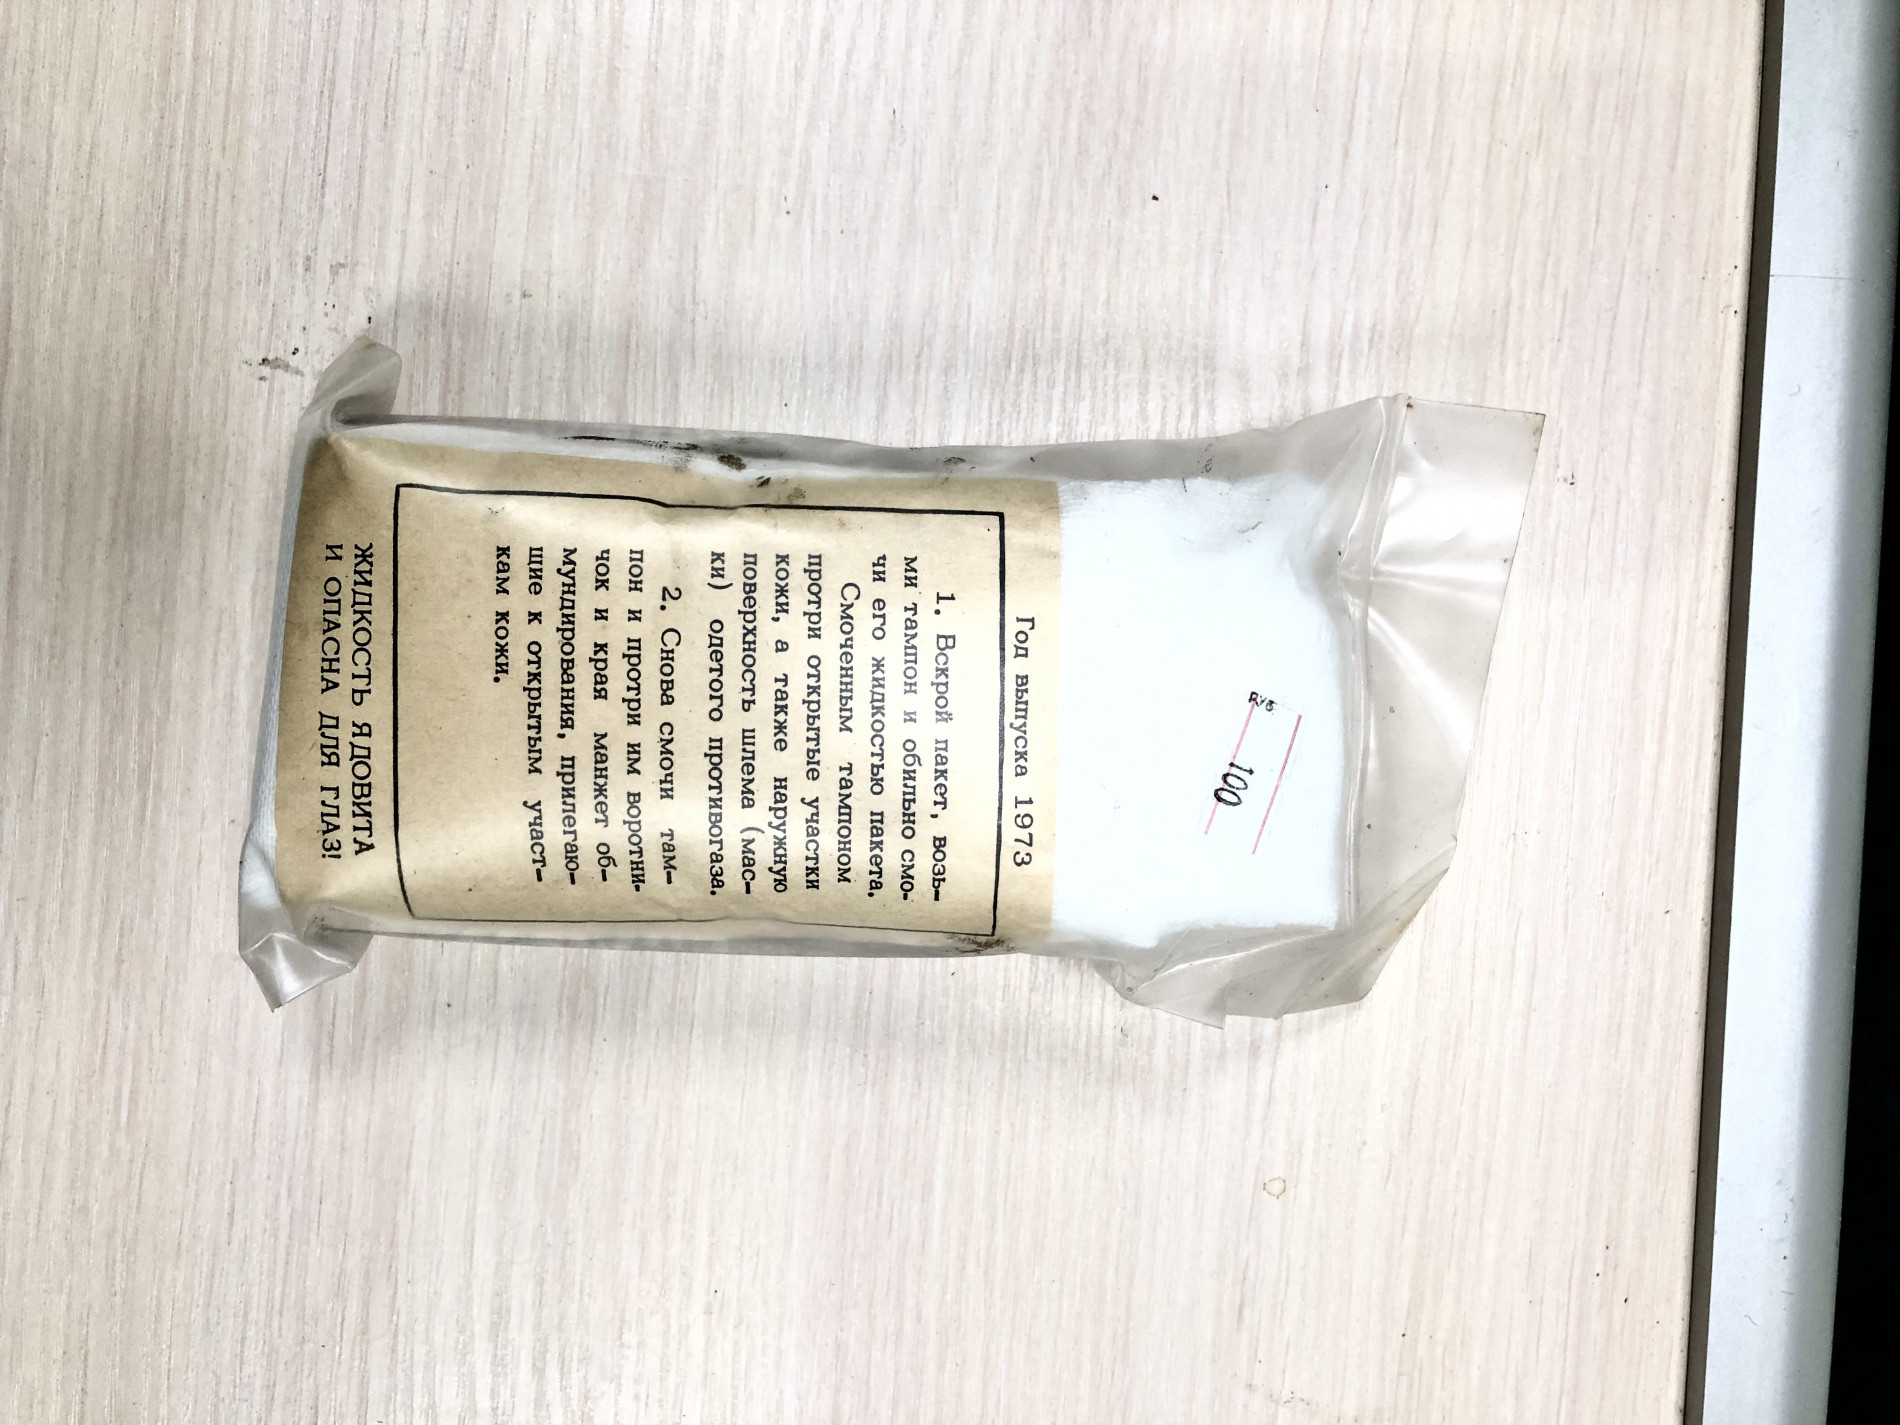 руб.
100
Год выпуска 1973
1. Вскрой пакет, возь-
ми тампон и обильно смо-
чи его жидкостью пакета.
Смоченным тампоном
протри открытые участки
кожи, а также наружную
поверхность шлема (мас-
ки) одетого противогаза.
2. Снова смочи там-
пон и протри им воротни-
чок и края манжет об-
мундирования, прилегаю-
щие к открытым участ-
кам кожи.
ЖИДКОСТЬ ЯДОВИТА
И ОПАСНА ДЛЯ ГЛАЗ!